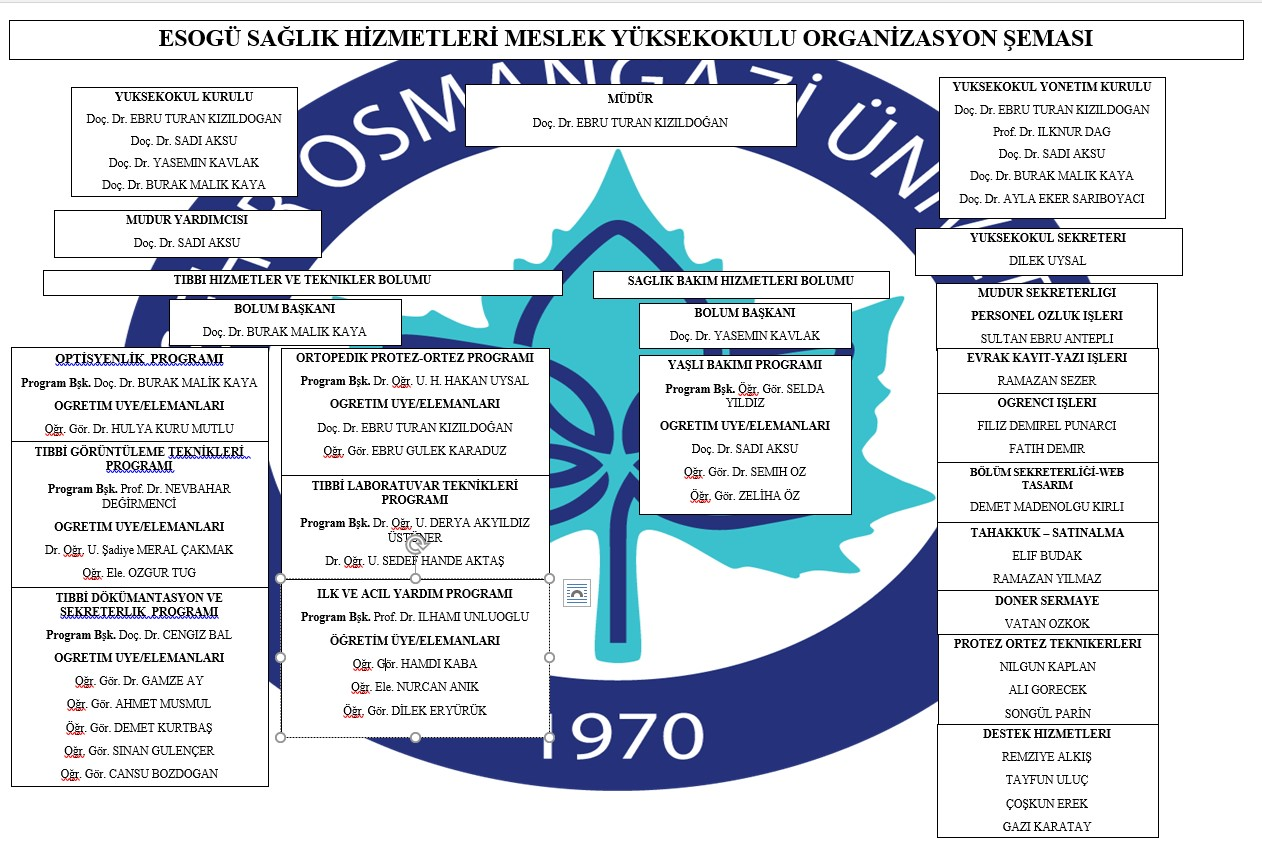 ESOGÜ SAĞLIK HİZMETLERİ MESLEK YÜKSEKOKULU ORGANİZASYON ŞEMASI
YUKSEKOKUL KURULU
Doç. Dr. EBRU TURAN KIZILDOGAN
Doç. Dr. SADI AKSU
Doç. Dr. YASEMIN KAVLAK
Doç. Dr. BURAK MALIK KAYA
MÜDÜR
Doç. Dr. EBRU TURAN KIZILDOĞAN
YUKSEKOKUL YONETIM KURULU
Doç. Dr. EBRU TURAN KIZILDOGAN
Prof. Dr. ILKNUR DAG
Doç. Dr. SADI AKSU
Doç. Dr. BURAK MALIK KAYA
Doç. Dr. AYLA EKER SARIBOYACI
OSMANGAZİ ÜNİ
MUDUR YARDIMCISI
Doç. Dr. SADI AKSU
YUKSEKOKUL SEKRETERI
DILEK UYSAL
TIBBI HIZMETLER VE TEKNIKLER BOLUMU
BOLUM BAŞKANI
Doç. Dr. BURAK MALIK KAYA
OPTİSYENLİK PROGRAMI
Program Bşk. Doç. Dr. BURAK MALİK KAYA
OGRETIM UYE/ELEMANLARI
Oğr. Gör. Dr. HULYA KURU MUTLU
TIBBİ GÖRÜNTÜLEME TEKNİKLERİ
PROGRAMI
Program Bşk. Prof. Dr. NEVBAHAR
DEĞİRMENCİ
OGRETIM UYE/ELEMANLARI
Dr. Oğr. U. Şadiye MERAL ÇAKMAK
Oğr. Ele. OZGUR TUG
TIBBİ DÖKÜMANTASYON VE
SEKRETERLIK PROGRAMI
Program Bşk. Doç. Dr. CENGIZ BAL
OGRETIM UYE/ELEMANLARI
Oğr. Gör. Dr. GAMZE AY
Oğr. Gör. AHMET MUSMUL
Öğr. Gör. DEMET KURTBAŞ
Oğr. Gör. SINAN GULENÇER
Oğr. Gör. CANSU BOZDOGAN
ORTOPEDIK PROTEZ-ORTEZ PROGRAMI
Program Bşk. Dr. Oğr. U. H. HAKAN UYSAL
OGRETIM UYE/ELEMANLARI
Doç. Dr. EBRU TURAN KIZILDOĞAN
Oğr. Gör. EBRU GULEK KARADUZ
TIBBİ LABORATUVAR TEKNİKLERİ
PROGRAMI
Program Bşk. Dr. Oğr. U. DERYA AKYILDIZ
ÜSTÜNER
Dr. Oğr. U. SEDEF HANDE AKTAŞ
ILK VE ACIL YARDIM PROGRAMI
Program Bşk. Prof. Dr. ILHAMI UNLUOGLU
ÖĞRETİM ÜYE/ELEMANLARI
Oğr. Gör. HAMDI KABA
Oğr. Ele. NURCAN ANIK
Öğr. Gör. DİLEK ERYÜRÜK
SAGLIK BAKIM HIZMETLERI BOLUMU
BOLUM BAŞKANI
Doç. Dr. YASEMIN KAVLAK
YAŞLI BAKIMI PROGRAMI
Program Bşk. Öğr. Gör. SELDA
YILDIZ
OGRETIM UYE/ELEMANLARI
Doç. Dr. SADI AKSU
Oğr. Gör. Dr. SEMIH OZ
Öğr. Gör. ZELİHA ÖZ
MUDUR SEKRETERLIGI
PERSONEL OZLUK IŞLERI
SULTAN EBRU ANTEPLI
EVRAK KAYIT-YAZI IŞLERI
RAMAZAN SEZER
OGRENCI IŞLERI
FILIZ DEMIREL PUNARCI
FATIH DEMIR
BÖLÜM SEKRETERLİĞİ-WEB
TASARIM
DEMET MADENOLGU KIRLI
TAHAKKUK – SATINALMA
ELIF BUDAK
RAMAZAN YILMAZ
DONER SERMAYE
VATAN OZKOK
PROTEZ ORTEZ TEKNIKERLERI
NILGUN KAPLAN
ALI GORECEK
SONGÜL PARİN
DESTEK HIZMETLERI
REMZIYE ALKIŞ
TAYFUN ULUÇ
ÇOŞKUN EREK
GAZI KARATAY
1970